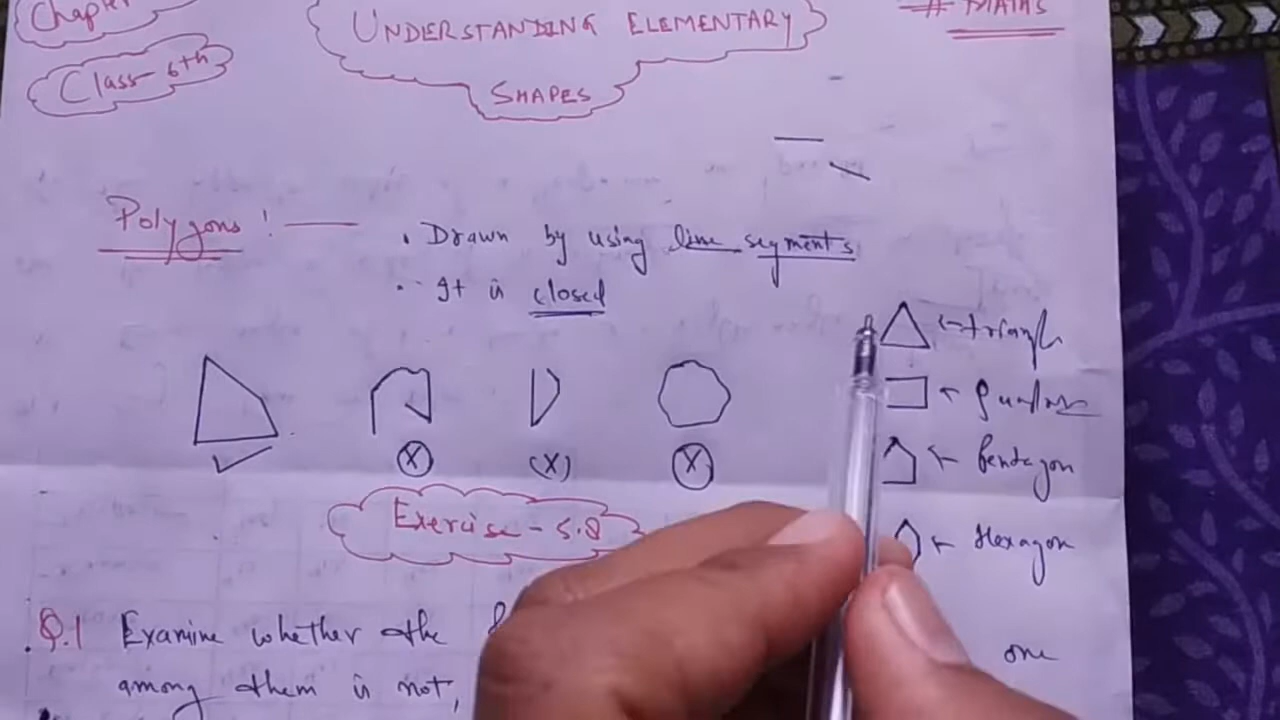 Chapter
Class-6th
UNDERSTANDING ELEMENTARY
SHAPES
# MATHS
Polygons :—
. Drawn by using line segments
. It is closed
triangle
Pentagon
Hexagon
(X) (X) (X)
Exercise - 5.8
Q.1 Examine whether the
one
among them is not,